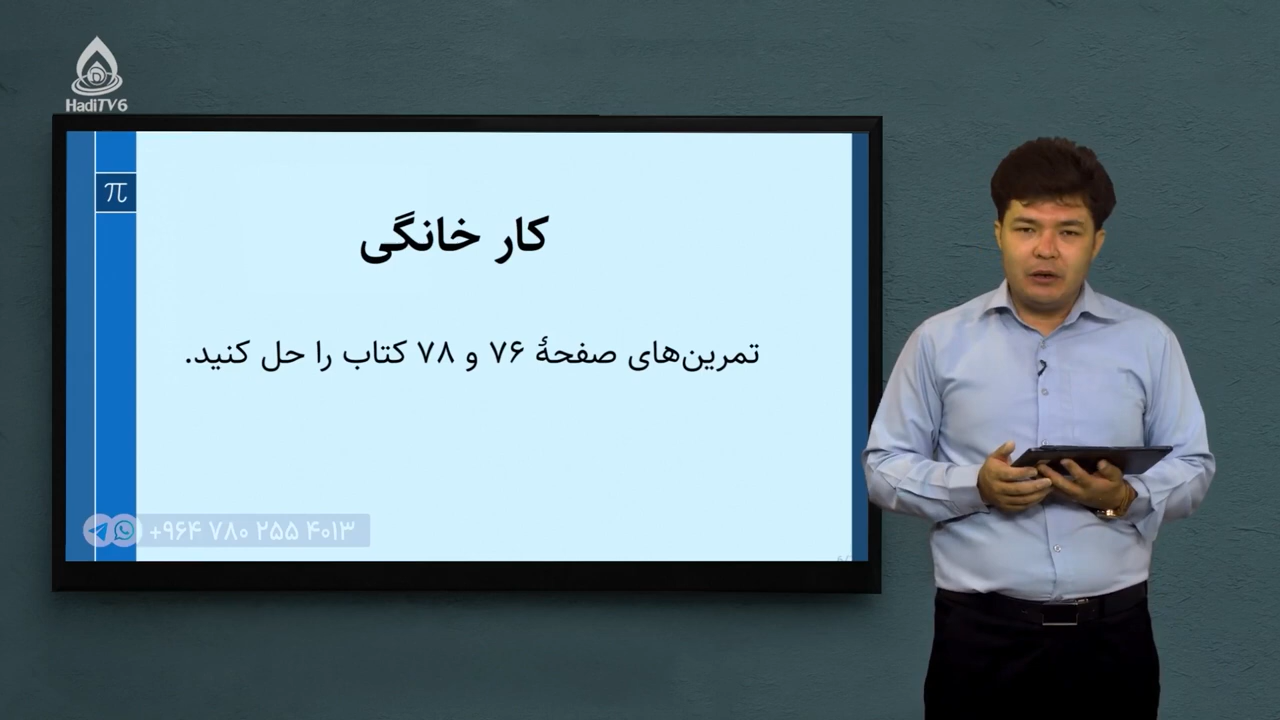 HadiTV6
π
کار خانگی
تمرین‌های صفحهٔ ۷۶ و ۷۸ کتاب را حل کنید.
+۹۶۴ ۷۸۰ ۲۵۵ ۴۰۱۳